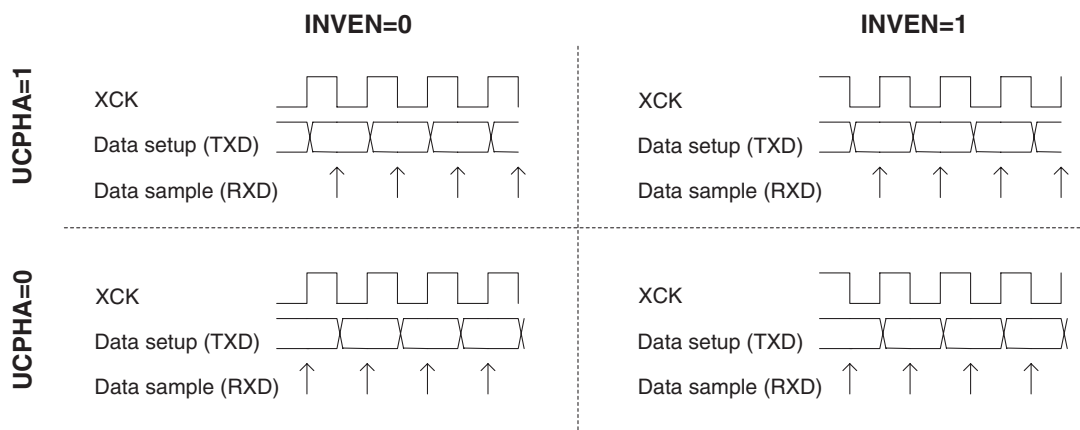 INVEN=0
INVEN=1
UCPHA=1
XCK
Data setup (TXD)
Data sample (RXD)
XCK
Data setup (TXD)
Data sample (RXD)
UCPHA=0
XCK
Data setup (TXD)
Data sample (RXD)
XCK
Data setup (TXD)
Data sample (RXD)